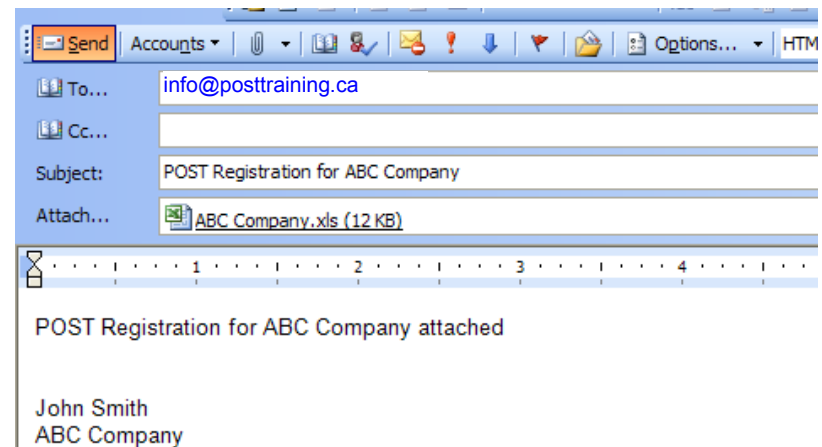 Send Accounts Options... HTM
To... info@posttraining.ca
Cc...
Subject: POST Registration for ABC Company
Attach... ABC Company.xls (12 KB)
1 2 3 4
POST Registration for ABC Company attached
John Smith
ABC Company